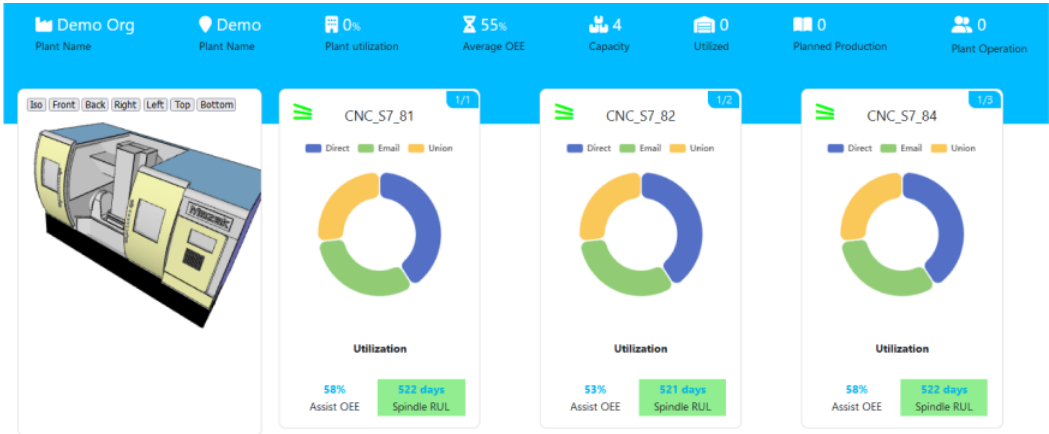 Demo Org
Plant Name
Demo
Plant Name
0%
Plant utilization
55%
Average OEE
4
Capacity
0
Utilized
0
Planned Production
0
Plant Operation
Iso Front Back Right Left Top Bottom
Mazak
1/1
CNC_S7_81
Direct Email Union
Utilization
58%
Assist OEE
522 days
Spindle RUL
1/2
CNC_S7_82
Direct Email Union
Utilization
53%
Assist OEE
521 days
Spindle RUL
1/3
CNC_S7_84
Direct Email Union
Utilization
58%
Assist OEE
522 days
Spindle RUL